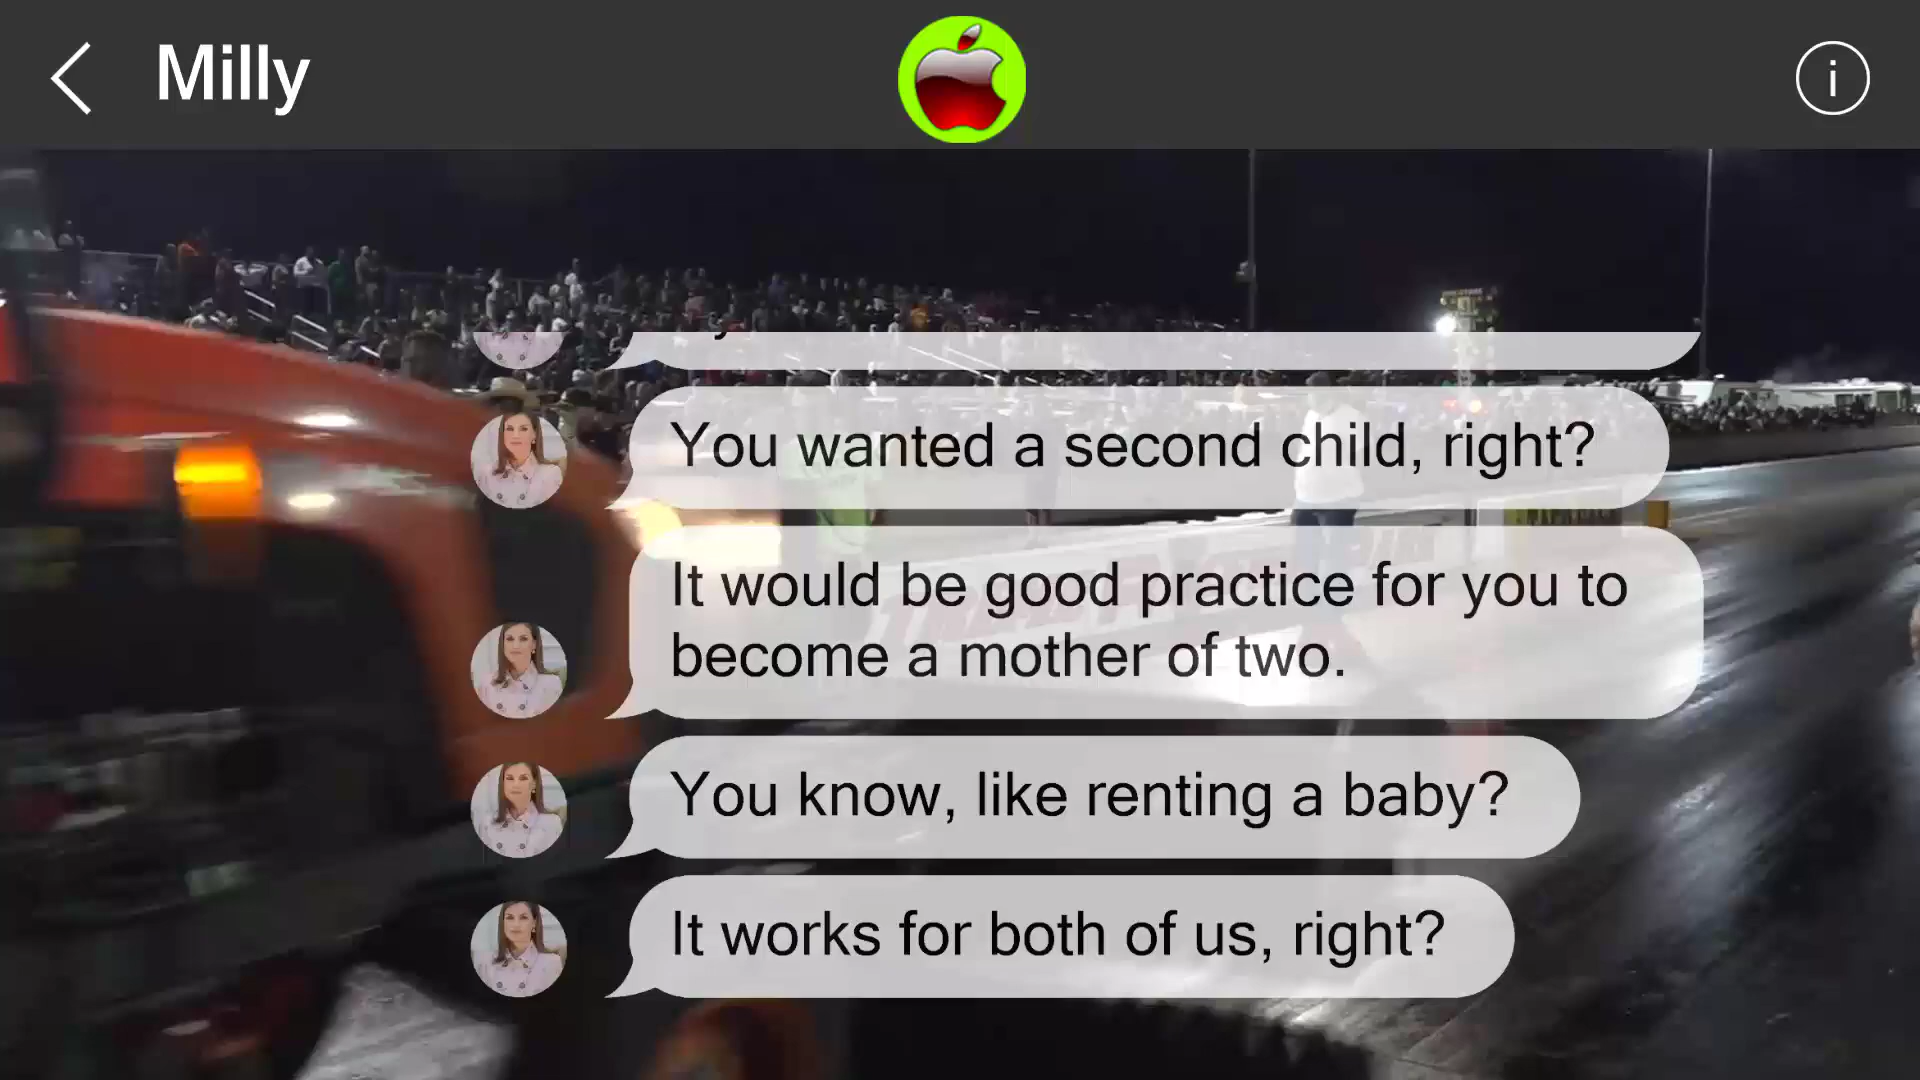 Milly
i
You wanted a second child, right?
It would be good practice for you to
become a mother of two.
You know, like renting a baby?
It works for both of us, right?